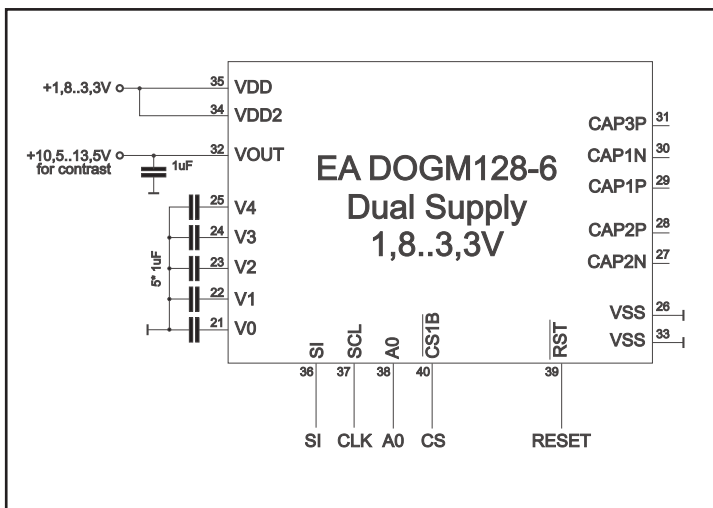 +1,8..3,3V
35 VDD
34 VDD2
+10,5..13,5V
for contrast
1uF
32 VOUT
25 V4
24 V3
23 V2
22 V1
21 V0
5* 1uF
EA DOGM128-6
Dual Supply
1,8..3,3V
CAP3P 31
CAP1N 30
CAP1P 29
CAP2P 28
CAP2N 27
VSS 26
VSS 33
SI SCL A0 CS1B RST
36 37 38 40 39
SI CLK A0 CS RESET